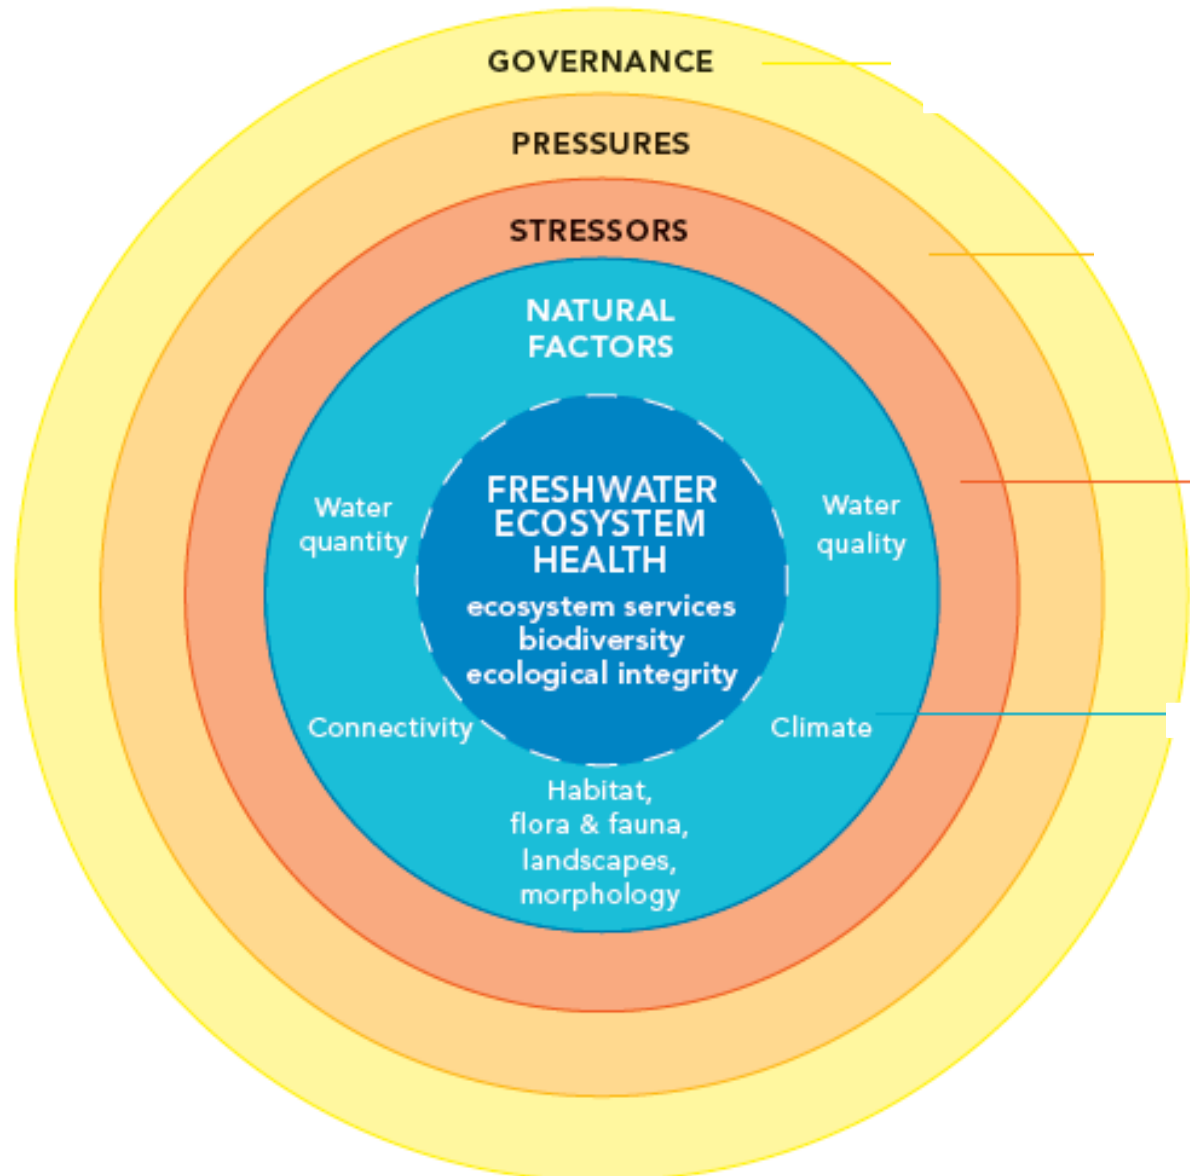 GOVERNANCE
PRESSURES
STRESSORS
NATURAL
FACTORS
FRESHWATER
ECOSYSTEM
HEALTH
ecosystem services
biodiversity
ecological integrity
Water
quantity
Water
quality
Connectivity
Climate
Habitat,
flora & fauna,
landscapes,
morphology